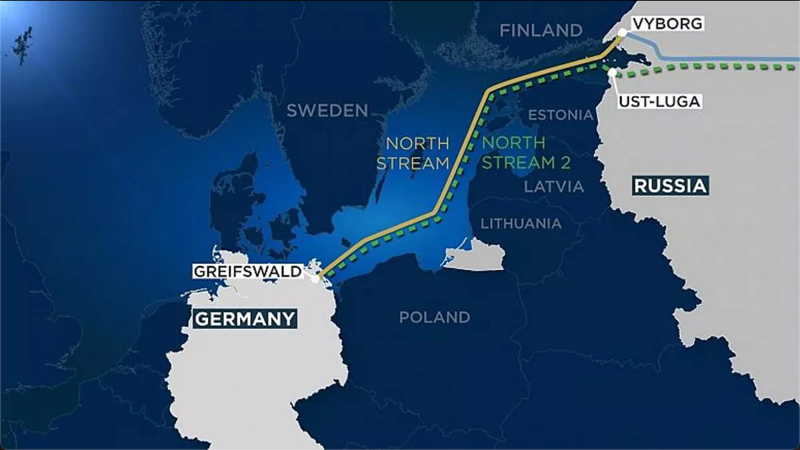 FINLAND
VYBORG
SWEDEN
UST-LUGA
ESTONIA
NORTH
STREAM
NORTH
STREAM 2
LATVIA
RUSSIA
LITHUANIA
GREIFSWALD
GERMANY
POLAND